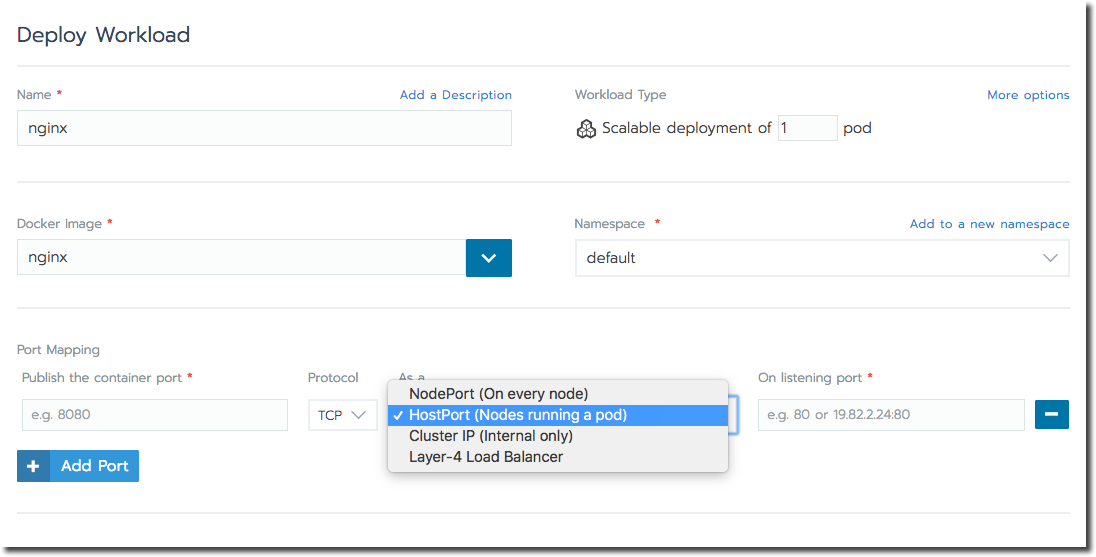 Deploy Workload
Name * Add a Description Workload Type More options
nginx Scalable deployment of 1 pod
Docker Image * Namespace * Add to a new namespace
nginx default
Port Mapping
Publish the container port * Protocol As a On listening port *
e.g. 8080 TCP e.g. 80 or 19.82.2.24:80
NodePort (On every node)
✓ HostPort (Nodes running a pod)
Cluster IP (Internal only)
Layer-4 Load Balancer
+ Add Port